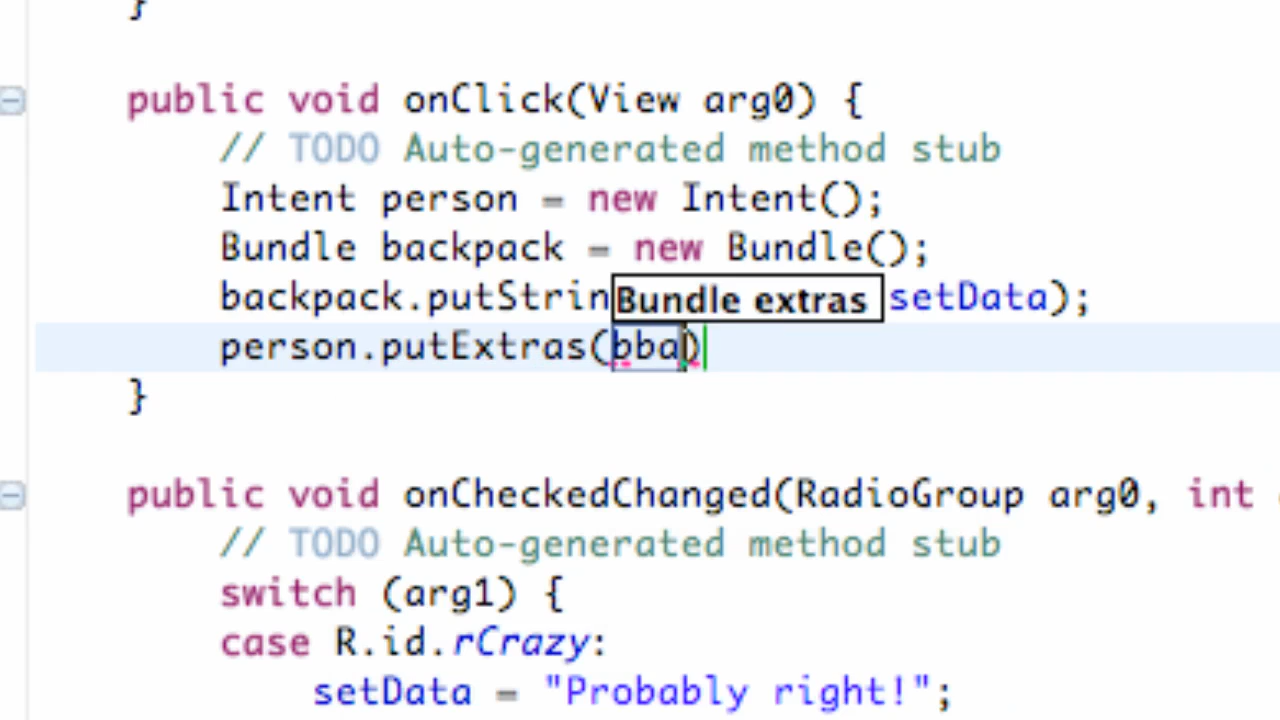 }
public void onClick(View arg0) {
// TODO Auto-generated method stub
Intent person = new Intent();
Bundle backpack = new Bundle();
backpack.putStrin setData);
Bundle extras
person.putExtras(bba)
}
public void onCheckedChanged(RadioGroup arg0, int
// TODO Auto-generated method stub
switch (arg1) {
case R.id.rCrazy:
setData = "Probably right!";